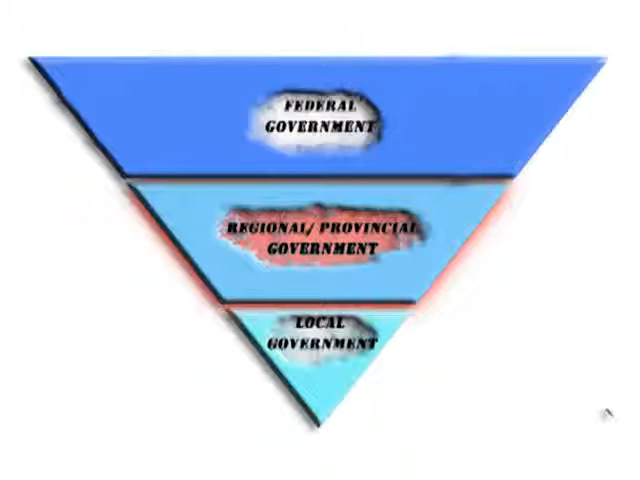 FEDERAL
GOVERNMENT
REGIONAL/ PROVINCIAL
GOVERNMENT
LOCAL
GOVERNMENT